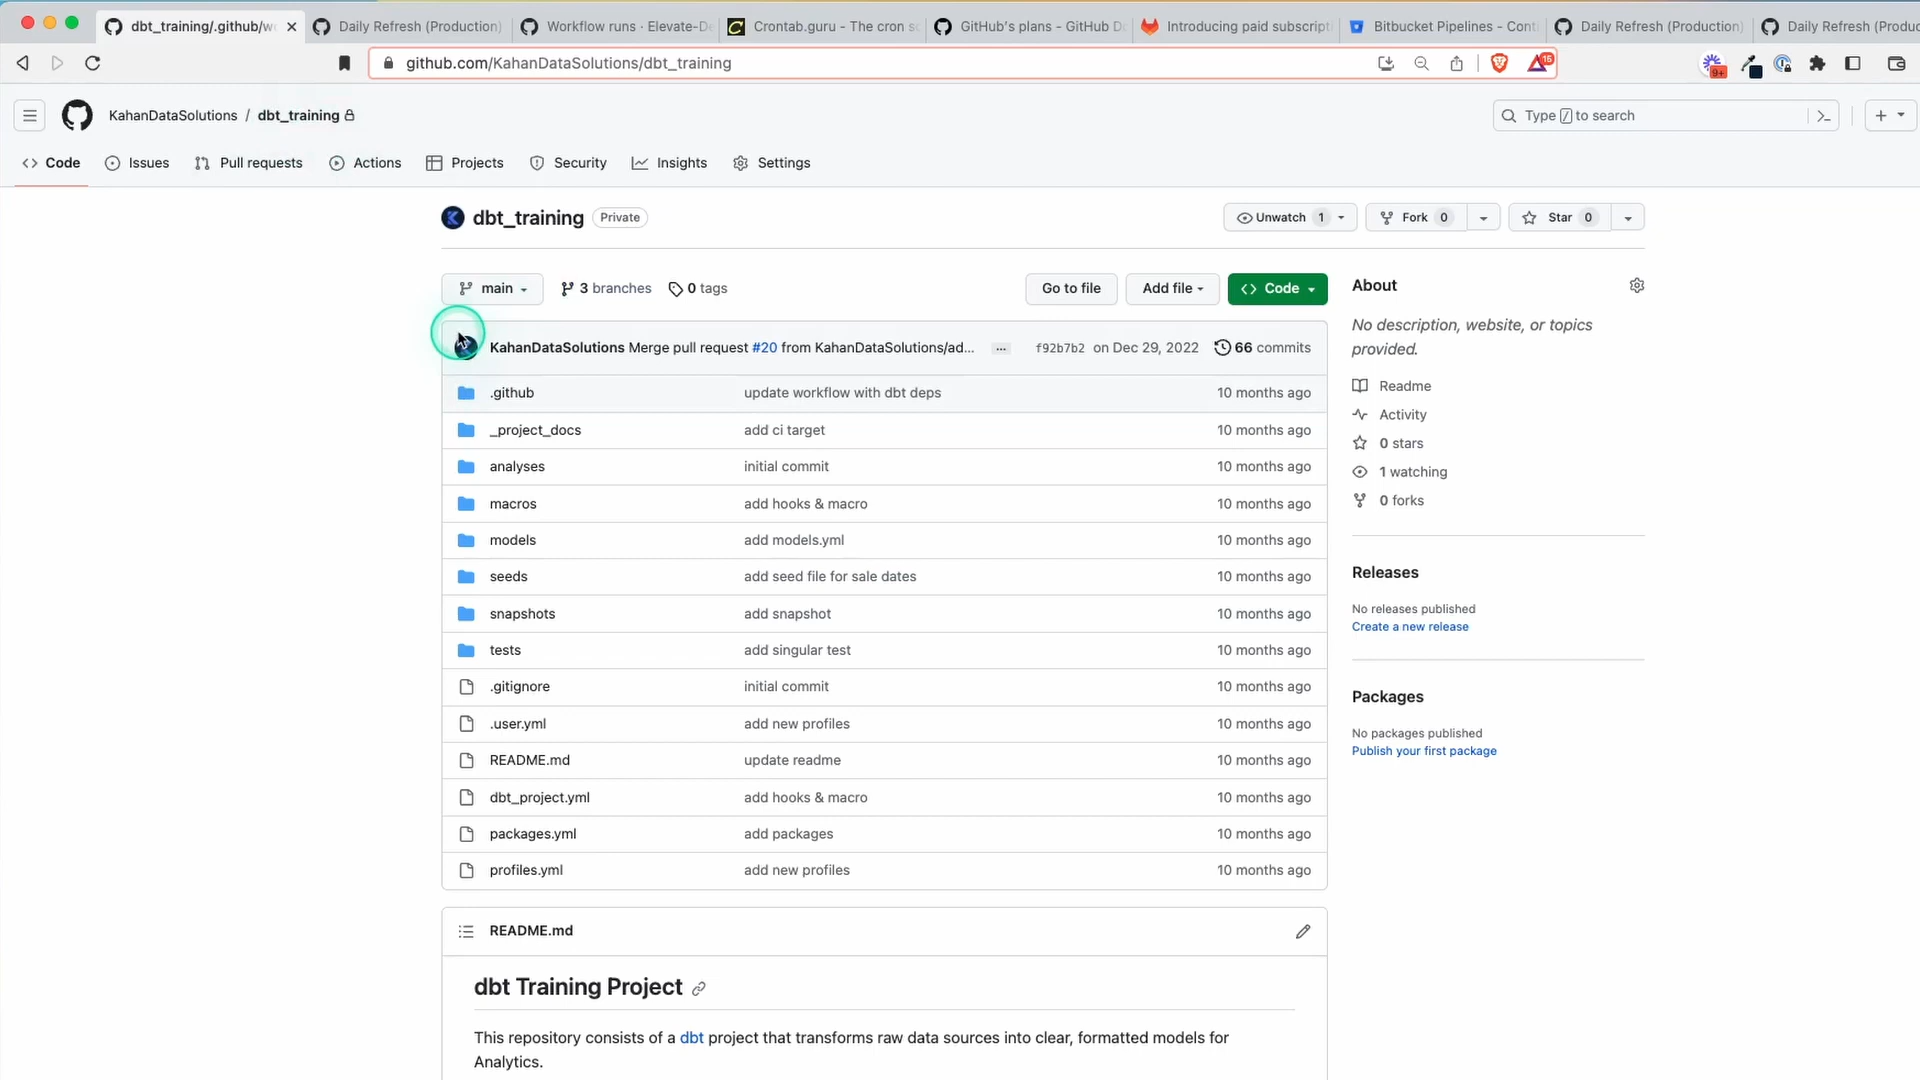 dbt_training/.github/w
Daily Refresh (Production)
Workflow runs · Elevate-D
Crontab.guru - The cron sc
GitHub's plans - GitHub D
Introducing paid subscript
Bitbucket Pipelines - Cont
Daily Refresh (Production)
Daily Refresh (Produc
github.com/KahanDataSolutions/dbt_training
15
9+
KahanDataSolutions / dbt_training
Type / to search
Code Issues Pull requests Actions Projects Security Insights Settings
dbt_training Private
Unwatch 1
Fork 0
Star 0
main
3 branches
0 tags
Go to file
Add file
Code
KahanDataSolutions Merge pull request #20 from KahanDataSolutions/ad... ... f92b7b2 on Dec 29, 2022 66 commits
.github update workflow with dbt deps 10 months ago
_project_docs add ci target 10 months ago
analyses initial commit 10 months ago
macros add hooks & macro 10 months ago
models add models.yml 10 months ago
seeds add seed file for sale dates 10 months ago
snapshots add snapshot 10 months ago
tests add singular test 10 months ago
.gitignore initial commit 10 months ago
.user.yml add new profiles 10 months ago
README.md update readme 10 months ago
dbt_project.yml add hooks & macro 10 months ago
packages.yml add packages 10 months ago
profiles.yml add new profiles 10 months ago
README.md
dbt Training Project
This repository consists of a dbt project that transforms raw data sources into clear, formatted models for
Analytics.
About
No description, website, or topics
provided.
Readme
Activity
0 stars
1 watching
0 forks
Releases
No releases published
Create a new release
Packages
No packages published
Publish your first package